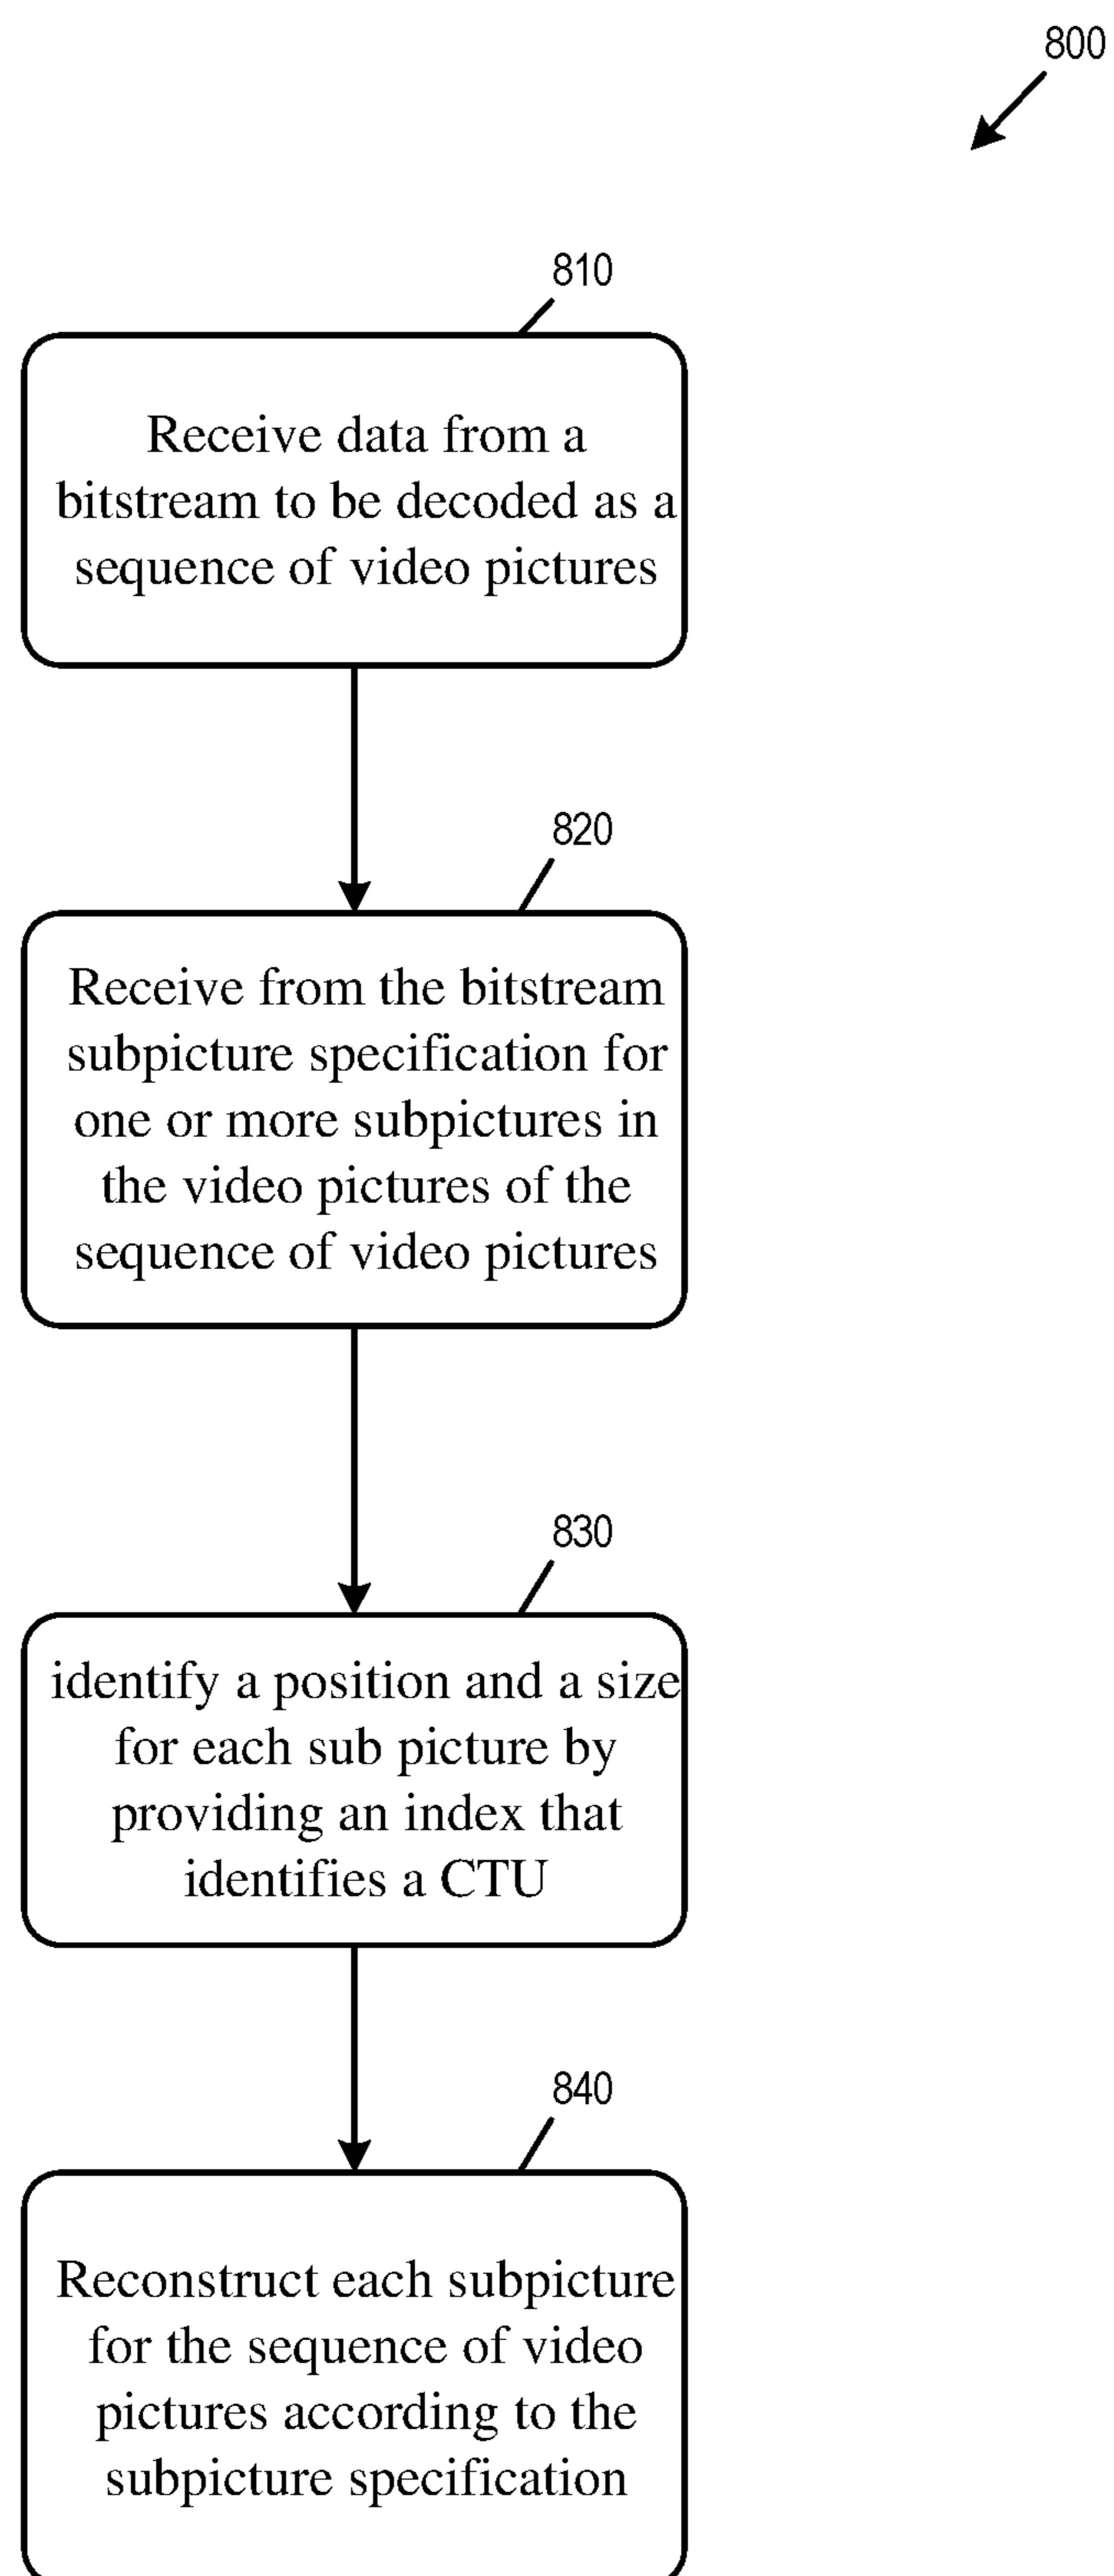 800
810
Receive data from a
bitstream to be decoded as a
sequence of video pictures
820
Receive from the bitstream
subpicture specification for
one or more subpictures in
the video pictures of the
sequence of video pictures
830
identify a position and a size
for each sub picture by
providing an index that
identifies a CTU
840
Reconstruct each subpicture
for the sequence of video
pictures according to the
subpicture specification